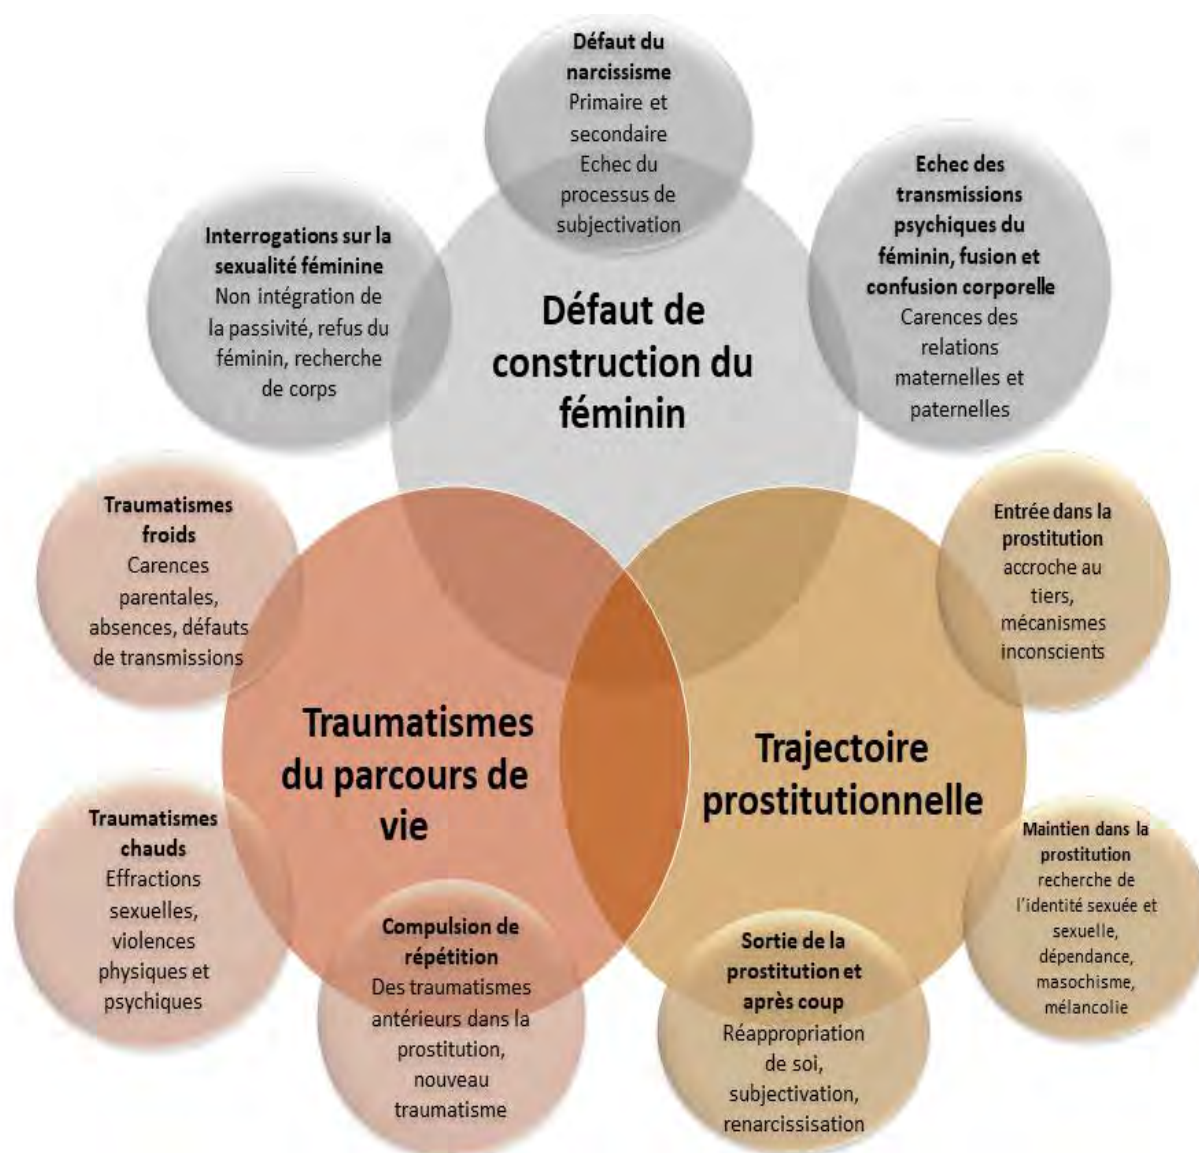 Défaut du
narcissisme
Primaire et
secondaire
Echec du
processus de
subjectivation
Echec des
transmissions
psychiques du
féminin, fusion et
confusion corporelle
Carences des
relations
maternelles et
paternelles
Interrogations sur la
sexualité féminine
Non intégration de
la passivité, refus du
féminin, recherche
de corps
Défaut de
construction du
féminin
Traumatismes
froids
Carences
parentales,
absences, défauts
de transmissions
Entrée dans la
prostitution
accroche au
tiers,
mécanismes
inconscients
Traumatismes
du parcours de
vie
Trajectoire
prostitutionnelle
Traumatismes
chauds
Effractions
sexuelles,
violences
physiques et
psychiques
Maintien dans la
prostitution
recherche de
l'identité sexuée et
sexuelle,
dépendance,
masochisme,
mélancolie
Compulsion de
répétition
Des traumatismes
antérieurs dans la
prostitution,
nouveau
traumatisme
Sortie de la
prostitution et
après coup
Réappropriation
de soi,
subjectivation,
renarcissisation